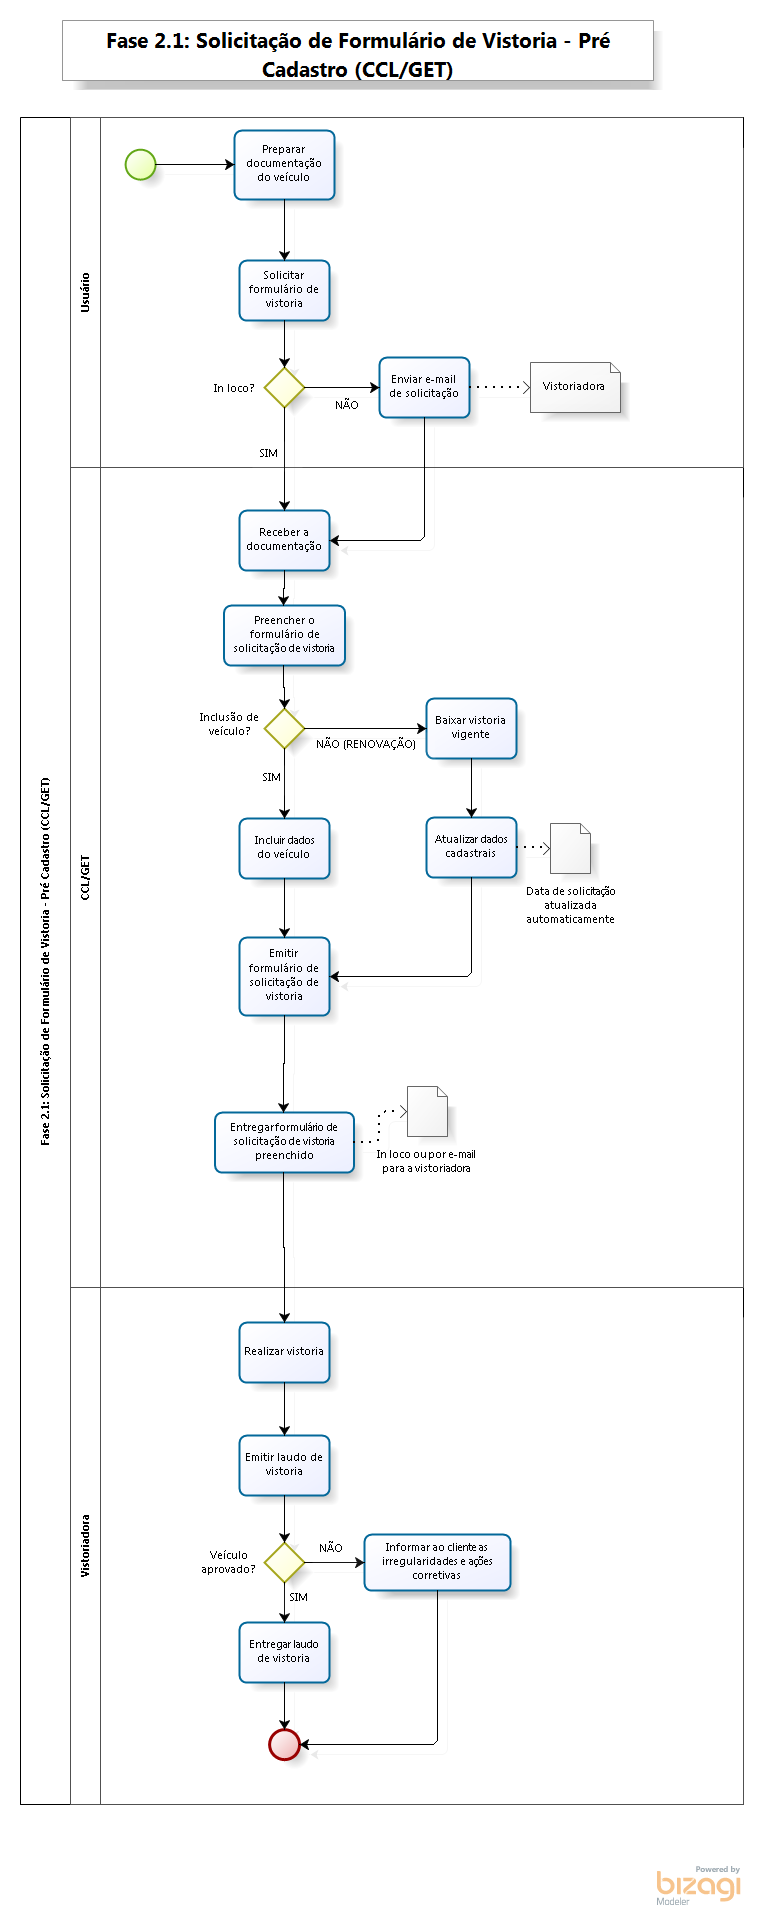 Fase 2.1: Solicitação de Formulário de Vistoria - Pré
Cadastro (CCL/GET)
Fase 2.1: Solicitação de Formulário de Vistoria - Pré Cadastro (CCL/GET)
Usuário
Preparar
documentação
do veículo
Solicitar
formulário de
vistoria
In loco?
NÃO
Enviar e-mail
de solicitação
Vistoriadora
SIM
CCL/GET
Receber a
documentação
Preencher o
formulário de
solicitação de vistoria
Inclusão de
veículo?
NÃO (RENOVAÇÃO)
Baixar vistoria
vigente
SIM
Incluir dados
do veículo
Atualizar dados
cadastrais
Data de solicitação
atualizada
automaticamente
Emitir
formulário de
solicitação de
vistoria
Entregar formulário de
solicitação de vistoria
preenchido
In loco ou por e-mail
para a vistoriadora
Vistoriadora
Realizar vistoria
Emitir laudo de
vistoria
Veículo
aprovado?
NÃO
Informar ao cliente as
irregularidades e ações
corretivas
SIM
Entregar laudo
de vistoria
Powered by
bizagi
Modeler